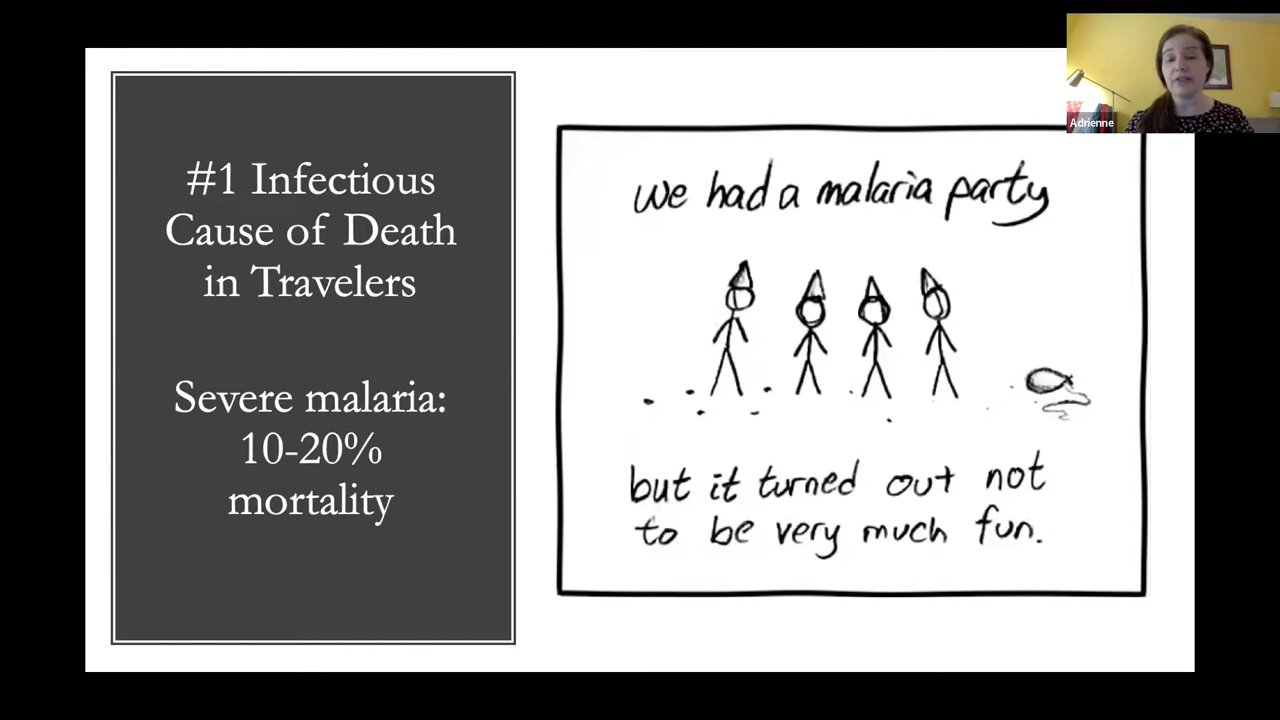 #1 Infectious
Cause of Death
in Travelers
Severe malaria:
10-20%
mortality
we had a malaria party
but it turned out not
to be very much fun.
Adrienne